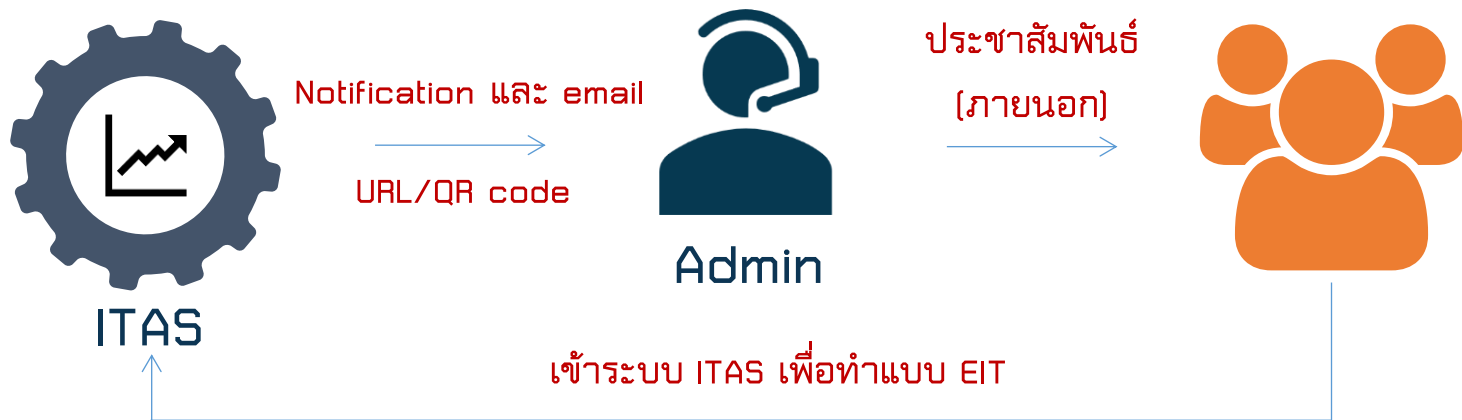 Notification และ email
URL/QR code
ITAS
Admin
ประชาสัมพันธ์
(ภายนอก)
เข้าระบบ ITAS เพื่อทำแบบ EIT